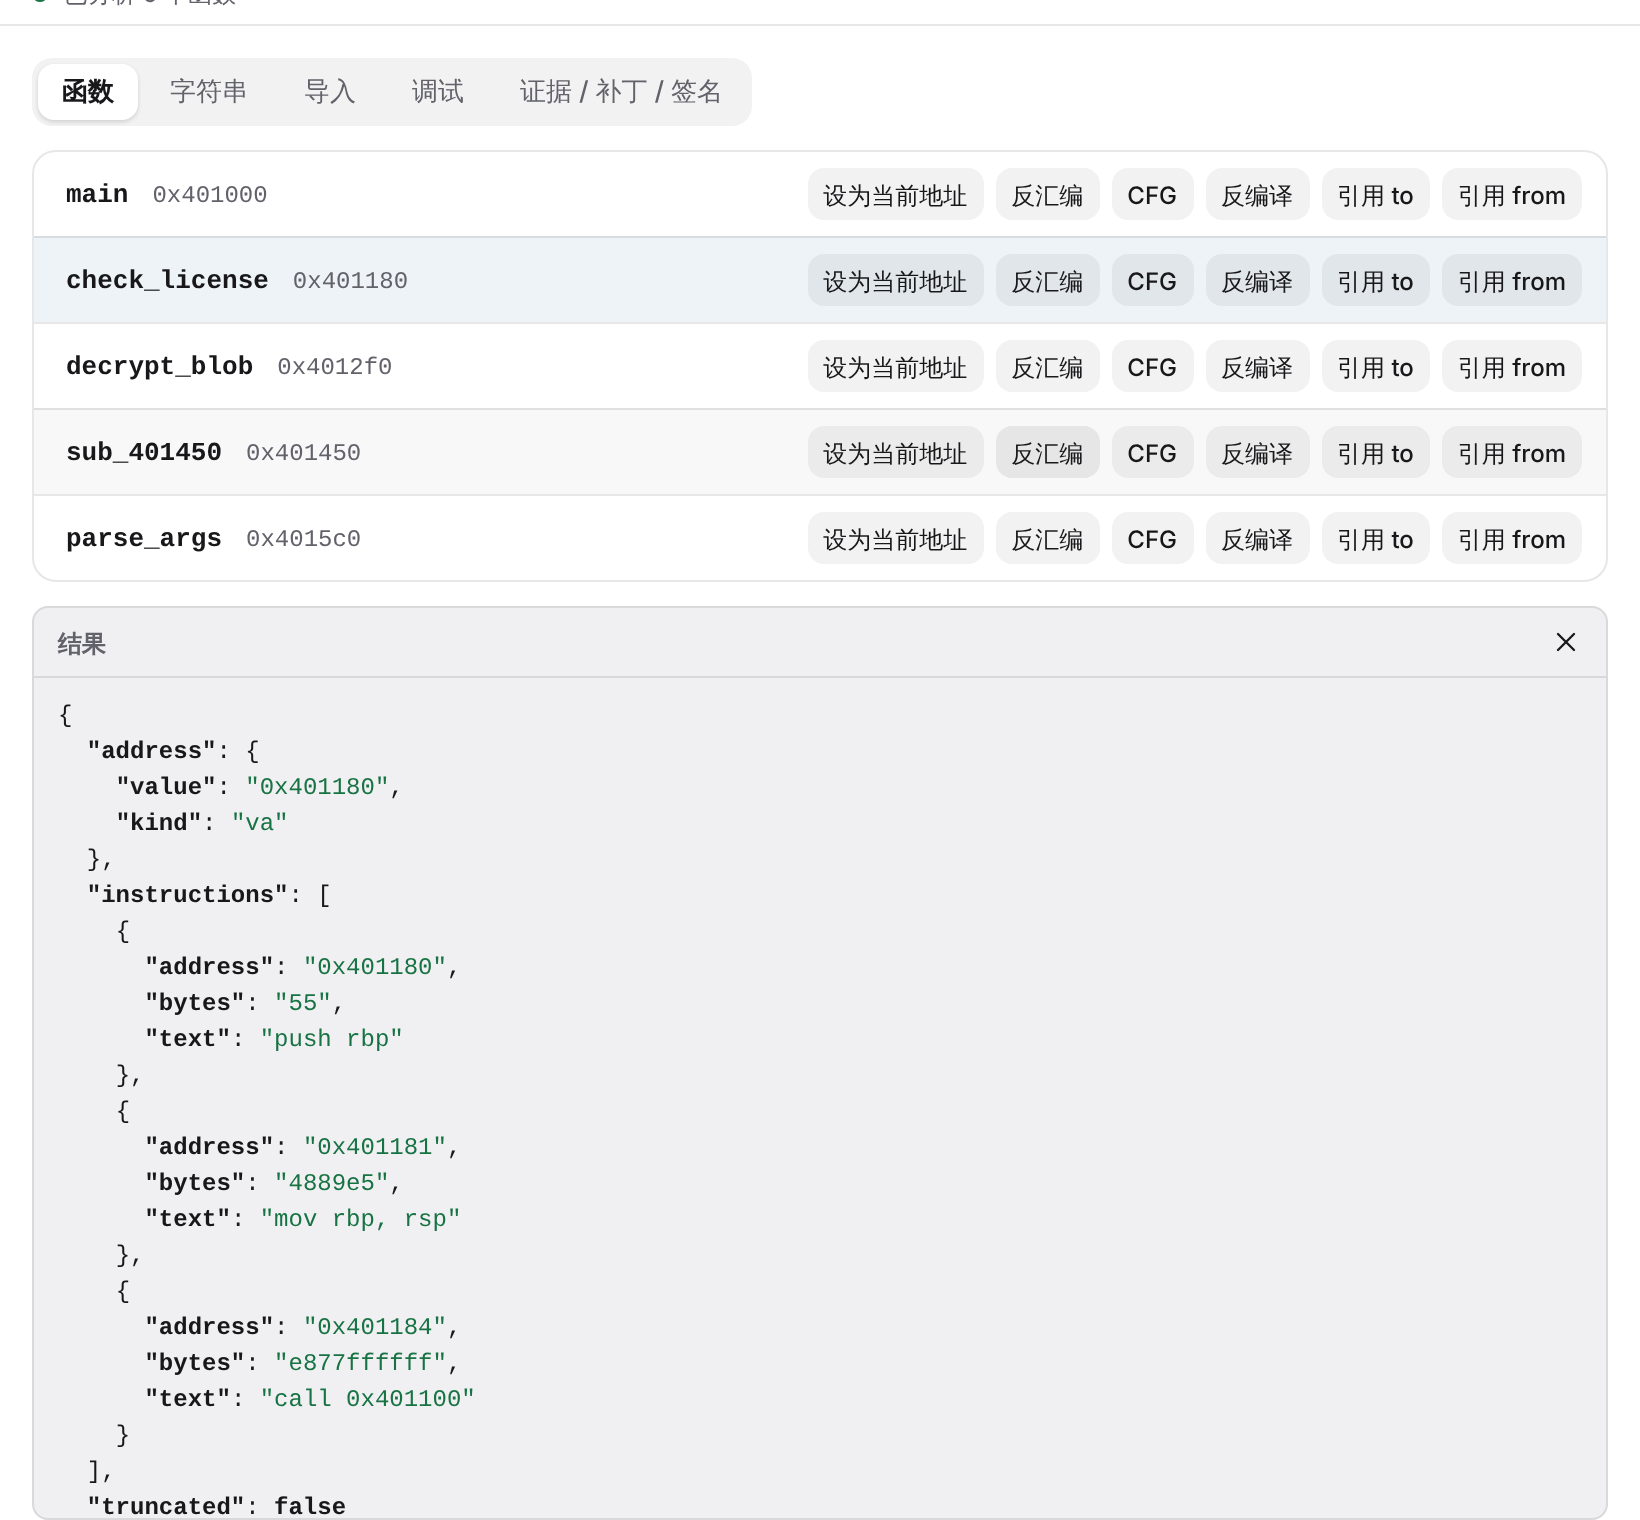 函数 字符串 导入 调试 证据 / 补丁 / 签名
main 0x401000 设为当前地址 反汇编 CFG 反编译 引用 to 引用 from
check_license 0x401180 设为当前地址 反汇编 CFG 反编译 引用 to 引用 from
decrypt_blob 0x4012f0 设为当前地址 反汇编 CFG 反编译 引用 to 引用 from
sub_401450 0x401450 设为当前地址 反汇编 CFG 反编译 引用 to 引用 from
parse_args 0x4015c0 设为当前地址 反汇编 CFG 反编译 引用 to 引用 from
结果
{
  "address": {
    "value": "0x401180",
    "kind": "va"
  },
  "instructions": [
    {
      "address": "0x401180",
      "bytes": "55",
      "text": "push rbp"
    },
    {
      "address": "0x401181",
      "bytes": "4889e5",
      "text": "mov rbp, rsp"
    },
    {
      "address": "0x401184",
      "bytes": "e877ffffff",
      "text": "call 0x401100"
    }
  ],
  "truncated": false